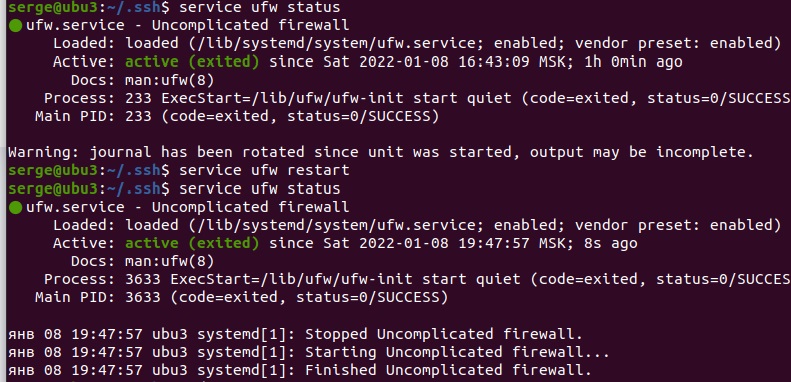 serge@ubu3:~/.ssh$ service ufw status
● ufw.service - Uncomplicated firewall
Loaded: loaded (/lib/systemd/system/ufw.service; enabled; vendor preset: enabled)
Active: active (exited) since Sat 2022-01-08 16:43:09 MSK; 1h 0min ago
Docs: man:ufw(8)
Process: 233 ExecStart=/lib/ufw/ufw-init start quiet (code=exited, status=0/SUCCESS
Main PID: 233 (code=exited, status=0/SUCCESS)
Warning: journal has been rotated since unit was started, output may be incomplete.
serge@ubu3:~/.ssh$ service ufw restart
serge@ubu3:~/.ssh$ service ufw status
● ufw.service - Uncomplicated firewall
Loaded: loaded (/lib/systemd/system/ufw.service; enabled; vendor preset: enabled)
Active: active (exited) since Sat 2022-01-08 19:47:57 MSK; 8s ago
Docs: man:ufw(8)
Process: 3633 ExecStart=/lib/ufw/ufw-init start quiet (code=exited, status=0/SUCCES
Main PID: 3633 (code=exited, status=0/SUCCESS)
янв 08 19:47:57 ubu3 systemd[1]: Stopped Uncomplicated firewall.
янв 08 19:47:57 ubu3 systemd[1]: Starting Uncomplicated firewall...
янв 08 19:47:57 ubu3 systemd[1]: Finished Uncomplicated firewall.